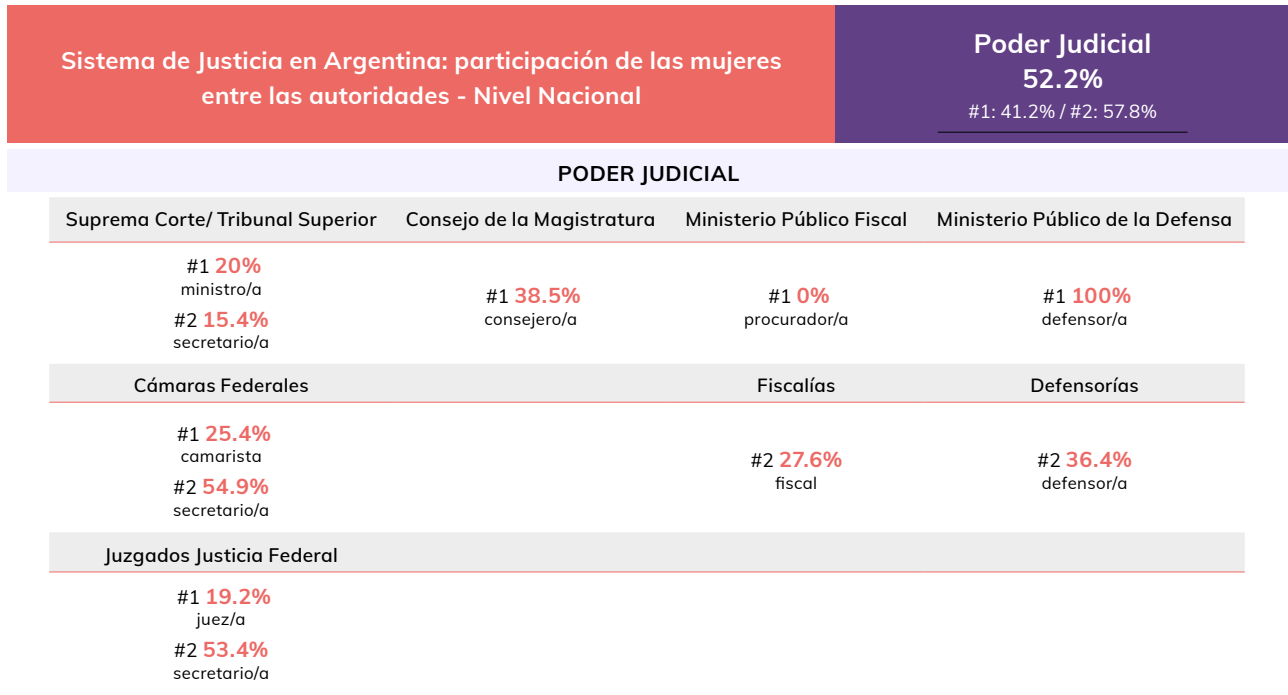 Sistema de Justicia en Argentina: participación de las mujeres
entre las autoridades - Nivel Nacional
Poder Judicial
52.2%
#1: 41.2% / #2: 57.8%
PODER JUDICIAL
Suprema Corte/ Tribunal Superior
Consejo de la Magistratura
Ministerio Público Fiscal
Ministerio Público de la Defensa
#1 20%
ministro/a
#2 15.4%
secretario/a
#1 38.5%
consejero/a
#1 0%
procurador/a
#1 100%
defensor/a
Cámaras Federales
Fiscalías
Defensorías
#1 25.4%
camarista
#2 54.9%
secretario/a
#2 27.6%
fiscal
#2 36.4%
defensor/a
Juzgados Justicia Federal
#1 19.2%
juez/a
#2 53.4%
secretario/a